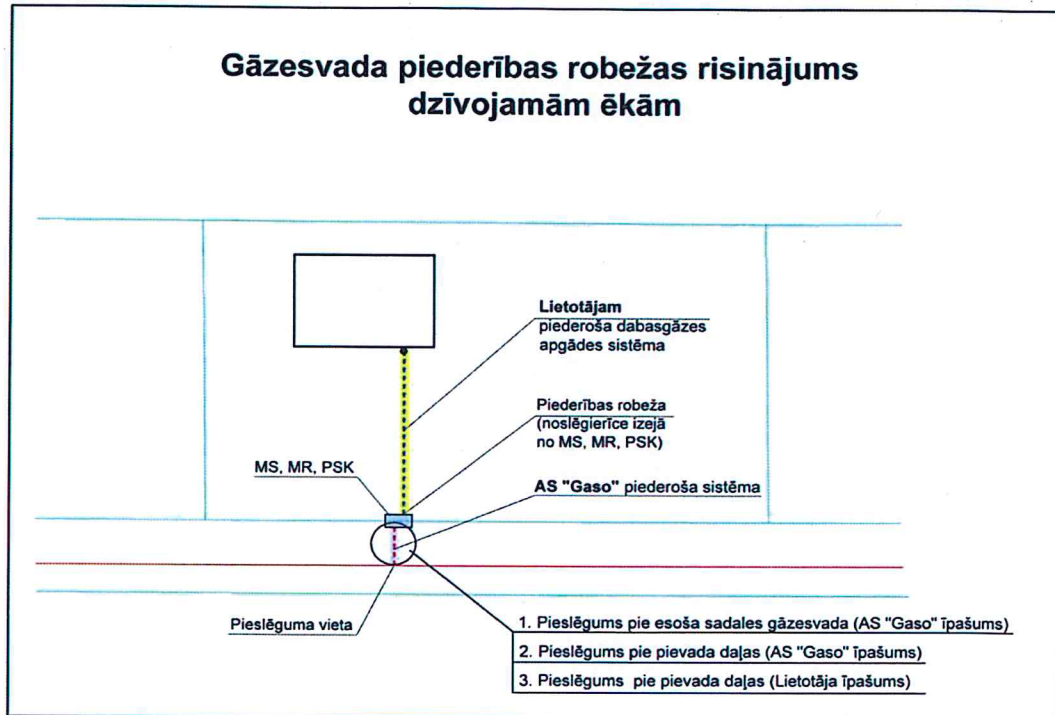 Gāzesvada piederības robežas risinājums
dzīvojamām ēkām
Lietotājam
piederoša dabasgāzes
apgādes sistēma
Piederības robeža
(noslēgierīce izejā
no MS, MR, PSK)
MS, MR, PSK
AS "Gaso" piederoša sistēma
Pieslēguma vieta
1. Pieslēgums pie esoša sadales gāzesvada (AS "Gaso" īpašums)
2. Pieslēgums pie pievada daļas (AS "Gaso" īpašums)
3. Pieslēgums pie pievada daļas (Lietotāja īpašums)